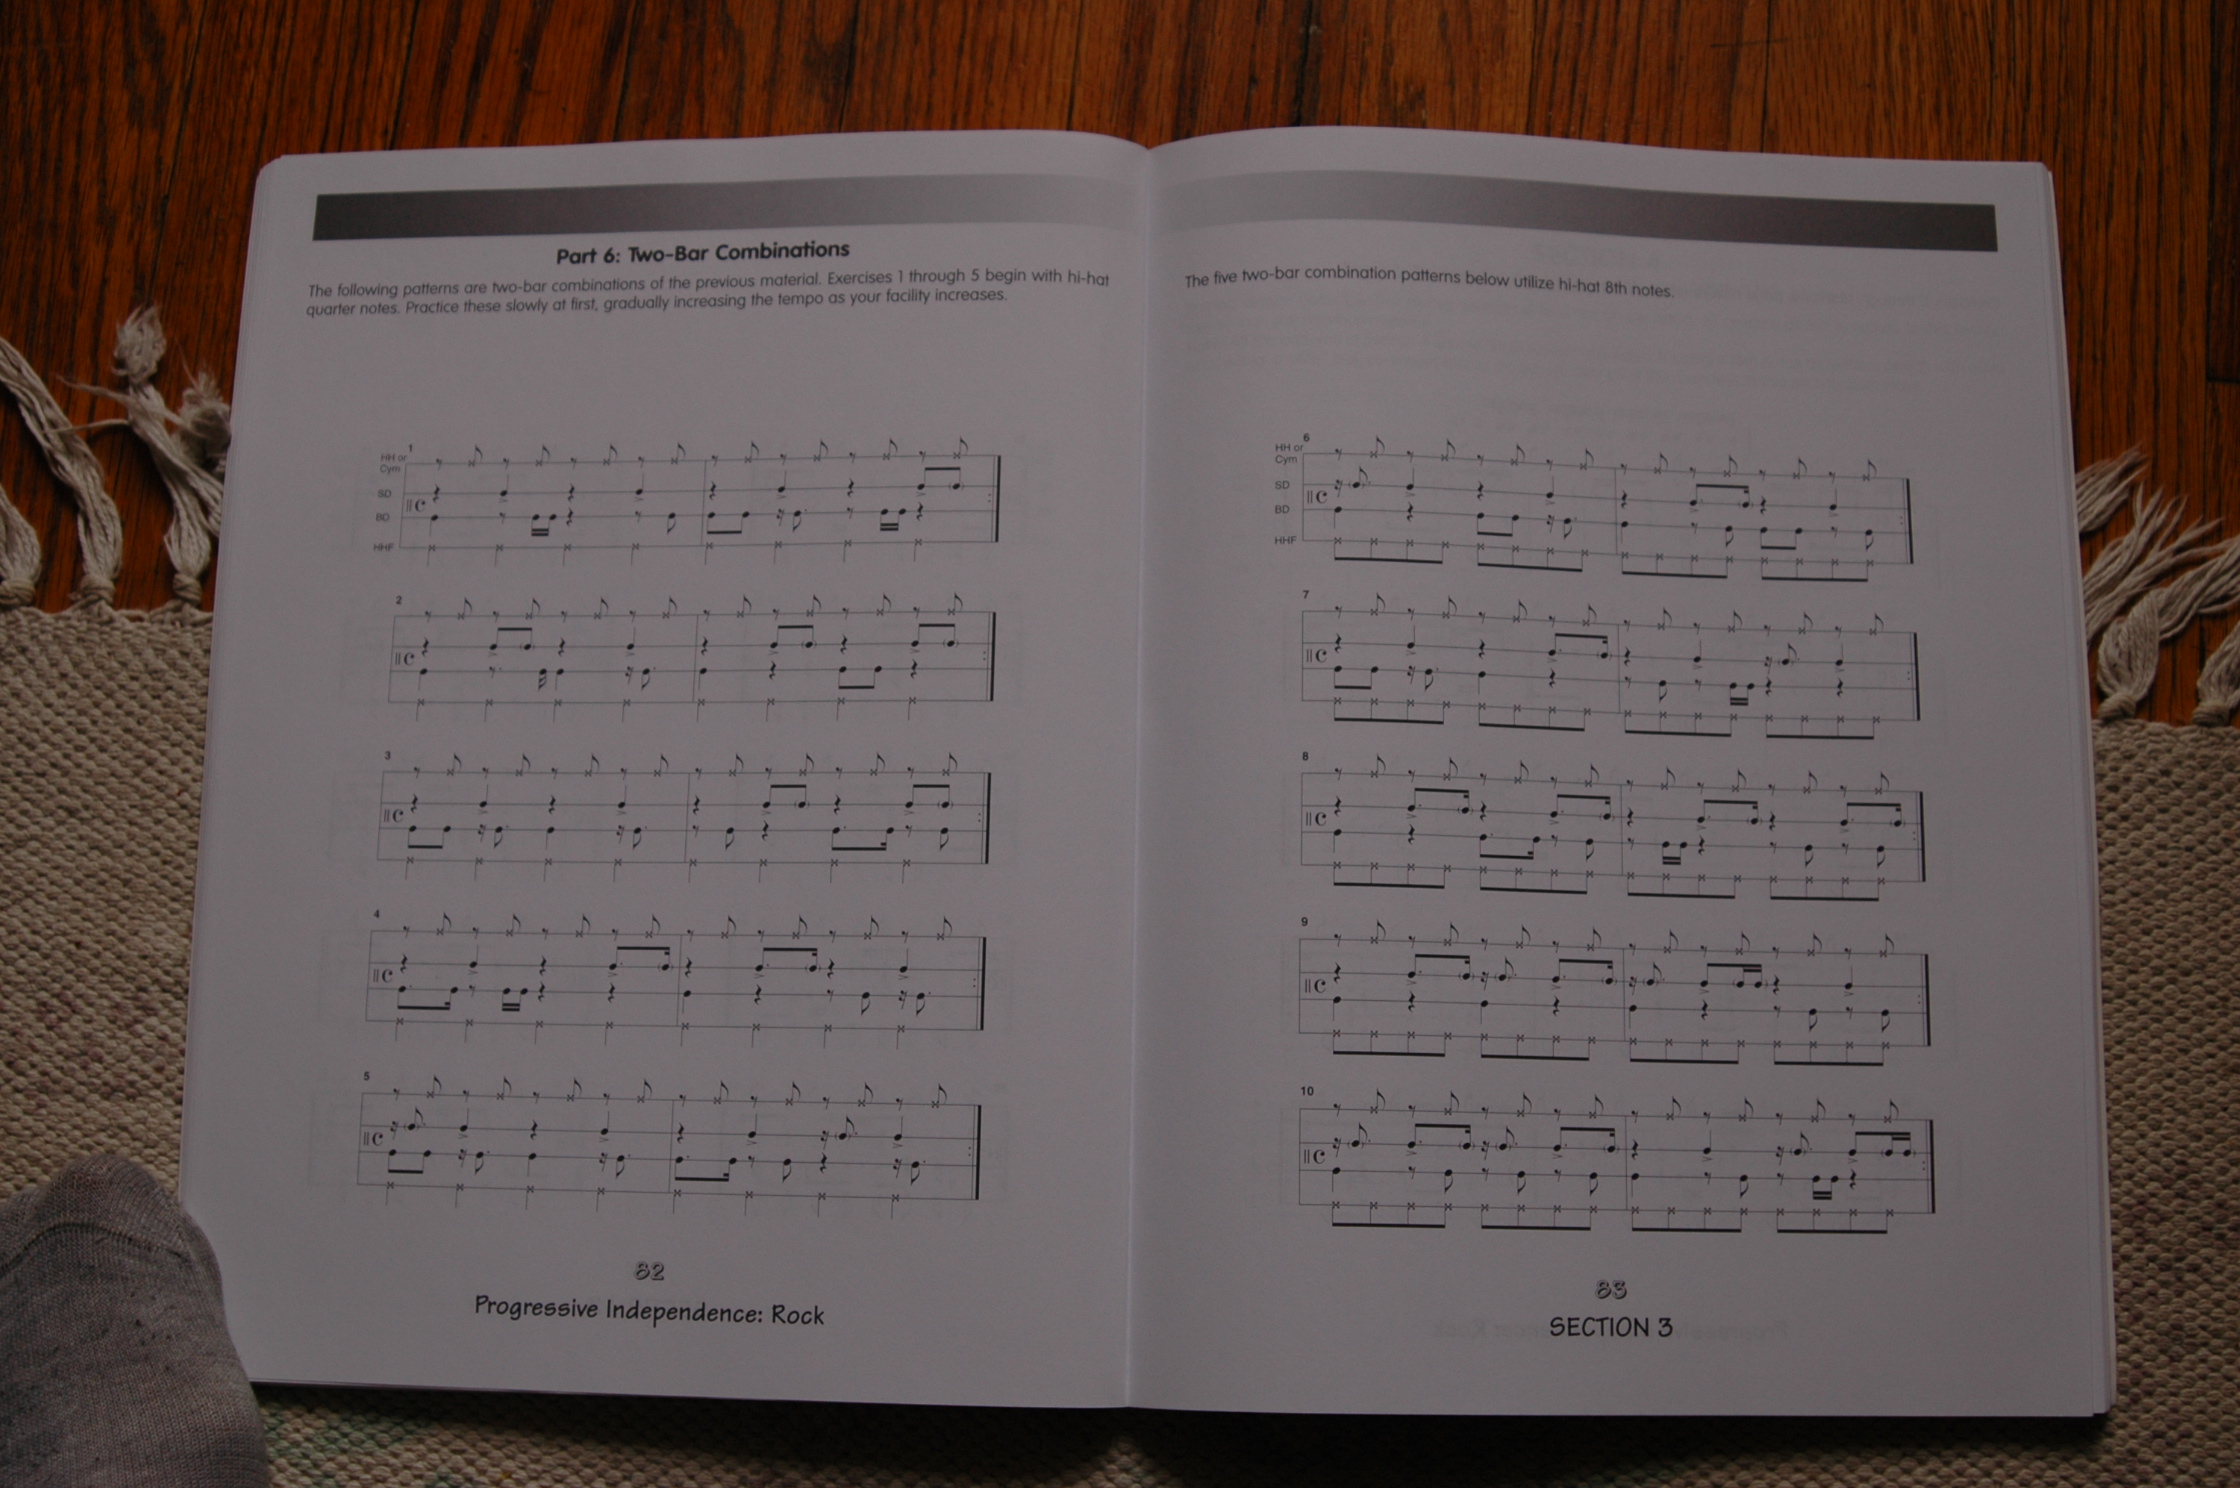 Part 6: Two-Bar Combinations
The following patterns are two-bar combinations of the previous material. Exercises 1 through 5 begin with hi-hat
quarter notes. Practice these slowly at first, gradually increasing the tempo as your facility increases.
1
HH or
Cym
SD
BD
HHF
2
3
4
5
82
Progressive Independence: Rock
The five two-bar combination patterns below utilize hi-hat 8th notes.
6
HH or
Cym
SD
BD
HHF
7
8
9
10
83
SECTION 3